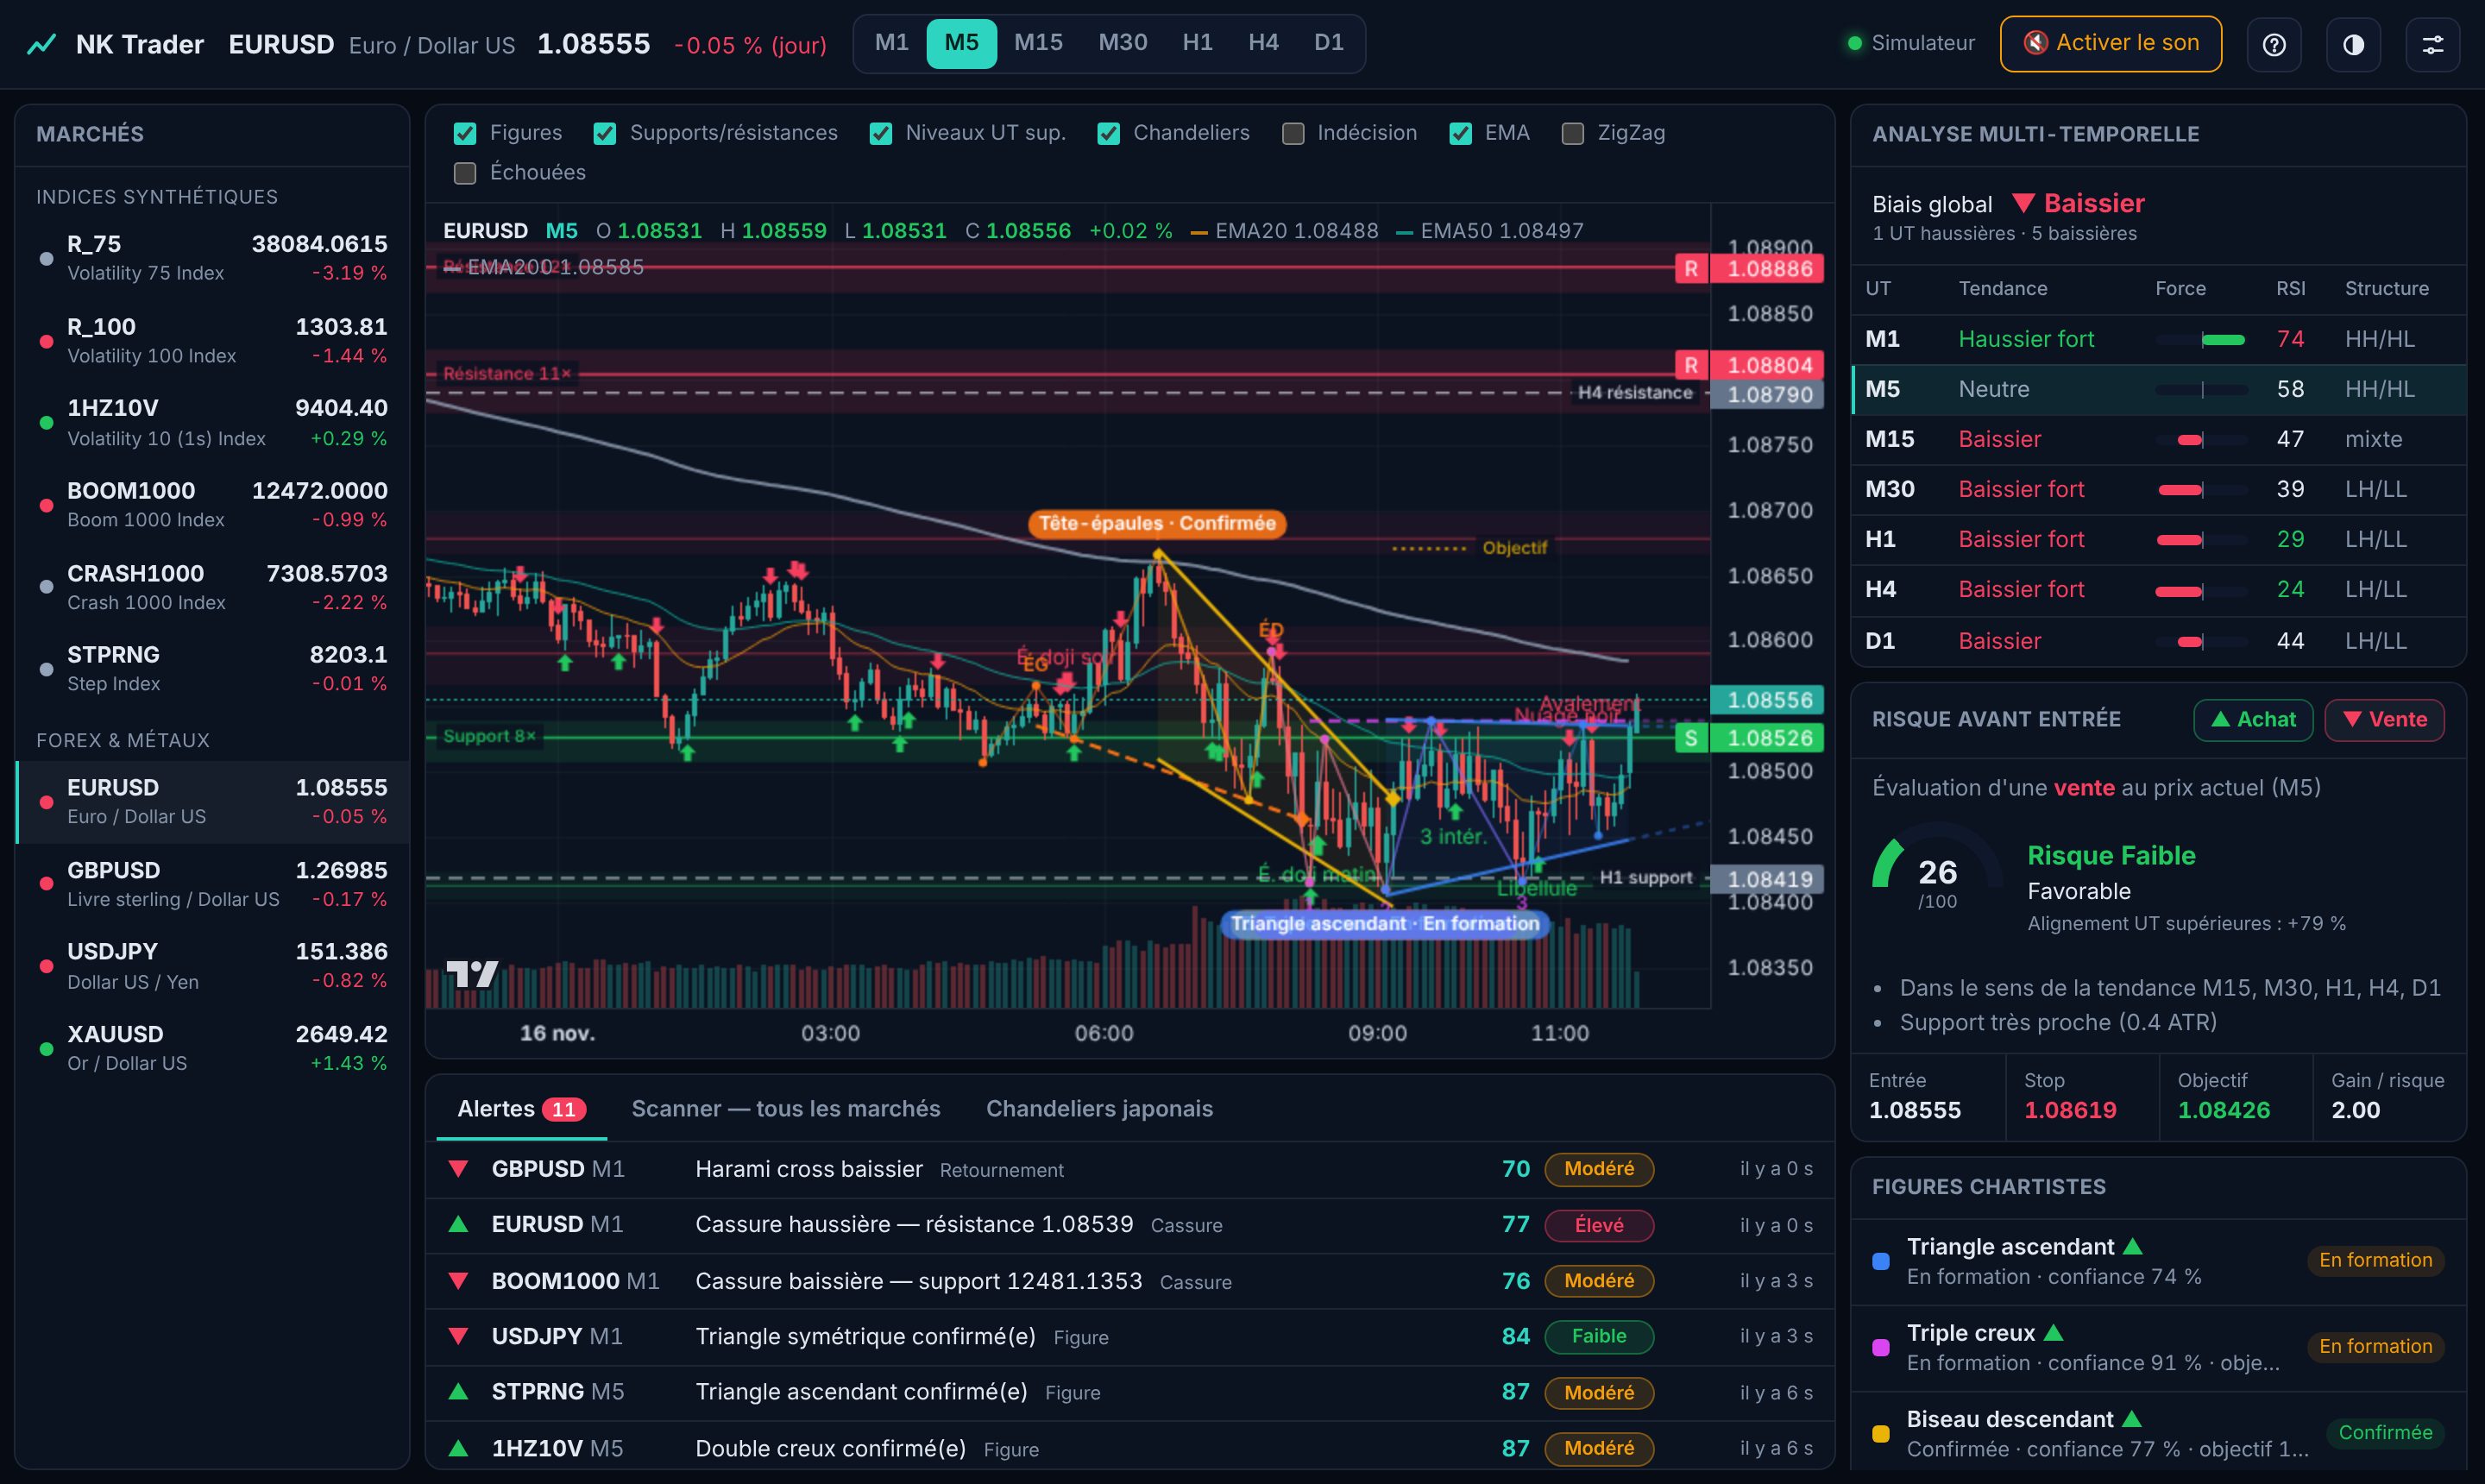 NK Trader EURUSD Euro / Dollar US 1.08555 -0.05 % (jour) M1 M5 M15 M30 H1 H4 D1 Simulateur Activer le son
MARCHÉS
INDICES SYNTHÉTIQUES
R_75 38084.0615
Volatility 75 Index -3.19 %
R_100 1303.81
Volatility 100 Index -1.44 %
1HZ10V 9404.40
Volatility 10 (1s) Index +0.29 %
BOOM1000 12472.0000
Boom 1000 Index -0.99 %
CRASH1000 7308.5703
Crash 1000 Index -2.22 %
STPRNG 8203.1
Step Index -0.01 %
FOREX & MÉTAUX
EURUSD 1.08555
Euro / Dollar US -0.05 %
GBPUSD 1.26985
Livre sterling / Dollar US -0.17 %
USDJPY 151.386
Dollar US / Yen -0.82 %
XAUUSD 2649.42
Or / Dollar US +1.43 %
Figures Supports/résistances Niveaux UT sup. Chandeliers Indécision EMA ZigZag
Échouées
EURUSD M5 O 1.08531 H 1.08559 L 1.08531 C 1.08556 +0.02 % EMA20 1.08488 EMA50 1.08497
EMA200 1.08585
1.08900
R 1.08886
1.08850
Résistance 11× R 1.08804
H4 résistance 1.08790
1.08750
1.08700
Tête-épaules · Confirmée
Objectif
1.08650
1.08600
ÉD
É. doji
ÉG
1.08556
Avalement
Support 8× S 1.08526
1.08500
1.08450
3 intér.
É. doji matin
H1 support 1.08419
Libellule
1.08400
3
Triangle ascendant · En formation
1.08350
16 nov. 03:00 06:00 09:00 11:00
Alertes 11 Scanner — tous les marchés Chandeliers japonais
GBPUSD M1 Harami cross baissier Retournement 70 Modéré il y a 0 s
EURUSD M1 Cassure haussière — résistance 1.08539 Cassure 77 Élevé il y a 0 s
BOOM1000 M1 Cassure baissière — support 12481.1353 Cassure 76 Modéré il y a 3 s
USDJPY M1 Triangle symétrique confirmé(e) Figure 84 Faible il y a 3 s
STPRNG M5 Triangle ascendant confirmé(e) Figure 87 Modéré il y a 6 s
1HZ10V M5 Double creux confirmé(e) Figure 87 Modéré il y a 6 s
ANALYSE MULTI-TEMPORELLE
Biais global ▼ Baissier
1 UT haussières · 5 baissières
UT Tendance Force RSI Structure
M1 Haussier fort 74 HH/HL
M5 Neutre 58 HH/HL
M15 Baissier 47 mixte
M30 Baissier fort 39 LH/LL
H1 Baissier fort 29 LH/LL
H4 Baissier fort 24 LH/LL
D1 Baissier 44 LH/LL
RISQUE AVANT ENTRÉE ▲ Achat ▼ Vente
Évaluation d'une vente au prix actuel (M5)
26
/100
Risque Faible
Favorable
Alignement UT supérieures : +79 %
• Dans le sens de la tendance M15, M30, H1, H4, D1
• Support très proche (0.4 ATR)
Entrée Stop Objectif Gain / risque
1.08555 1.08619 1.08426 2.00
FIGURES CHARTISTES
Triangle ascendant ▲ En formation
En formation · confiance 74 %
Triple creux ▲ En formation
En formation · confiance 91 % · obje...
Biseau descendant ▲ Confirmée
Confirmée · confiance 77 % · objectif 1...